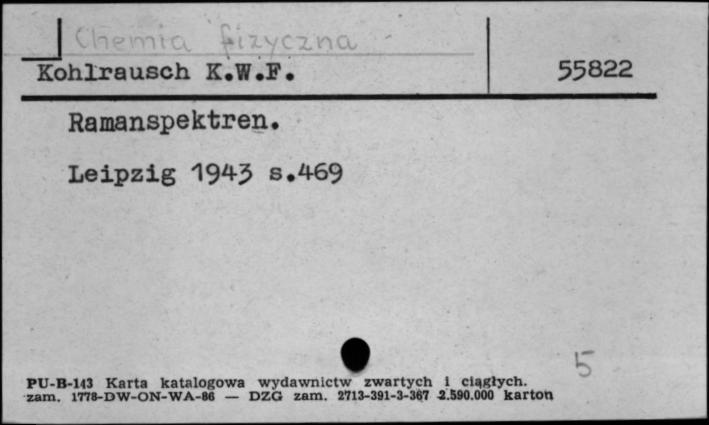 Chemia fizyczna
Kohlrausch K.W.F.
55822
Ramanspektren.
Leipzig 1943 s.469
5
PU-B-143 Karta katalogowa wydawnictw zwartych i ciągłych.
zam. 1778-DW-ON-WA-86 — DZG zam. 2713-391-3-367 2.590.000 karton